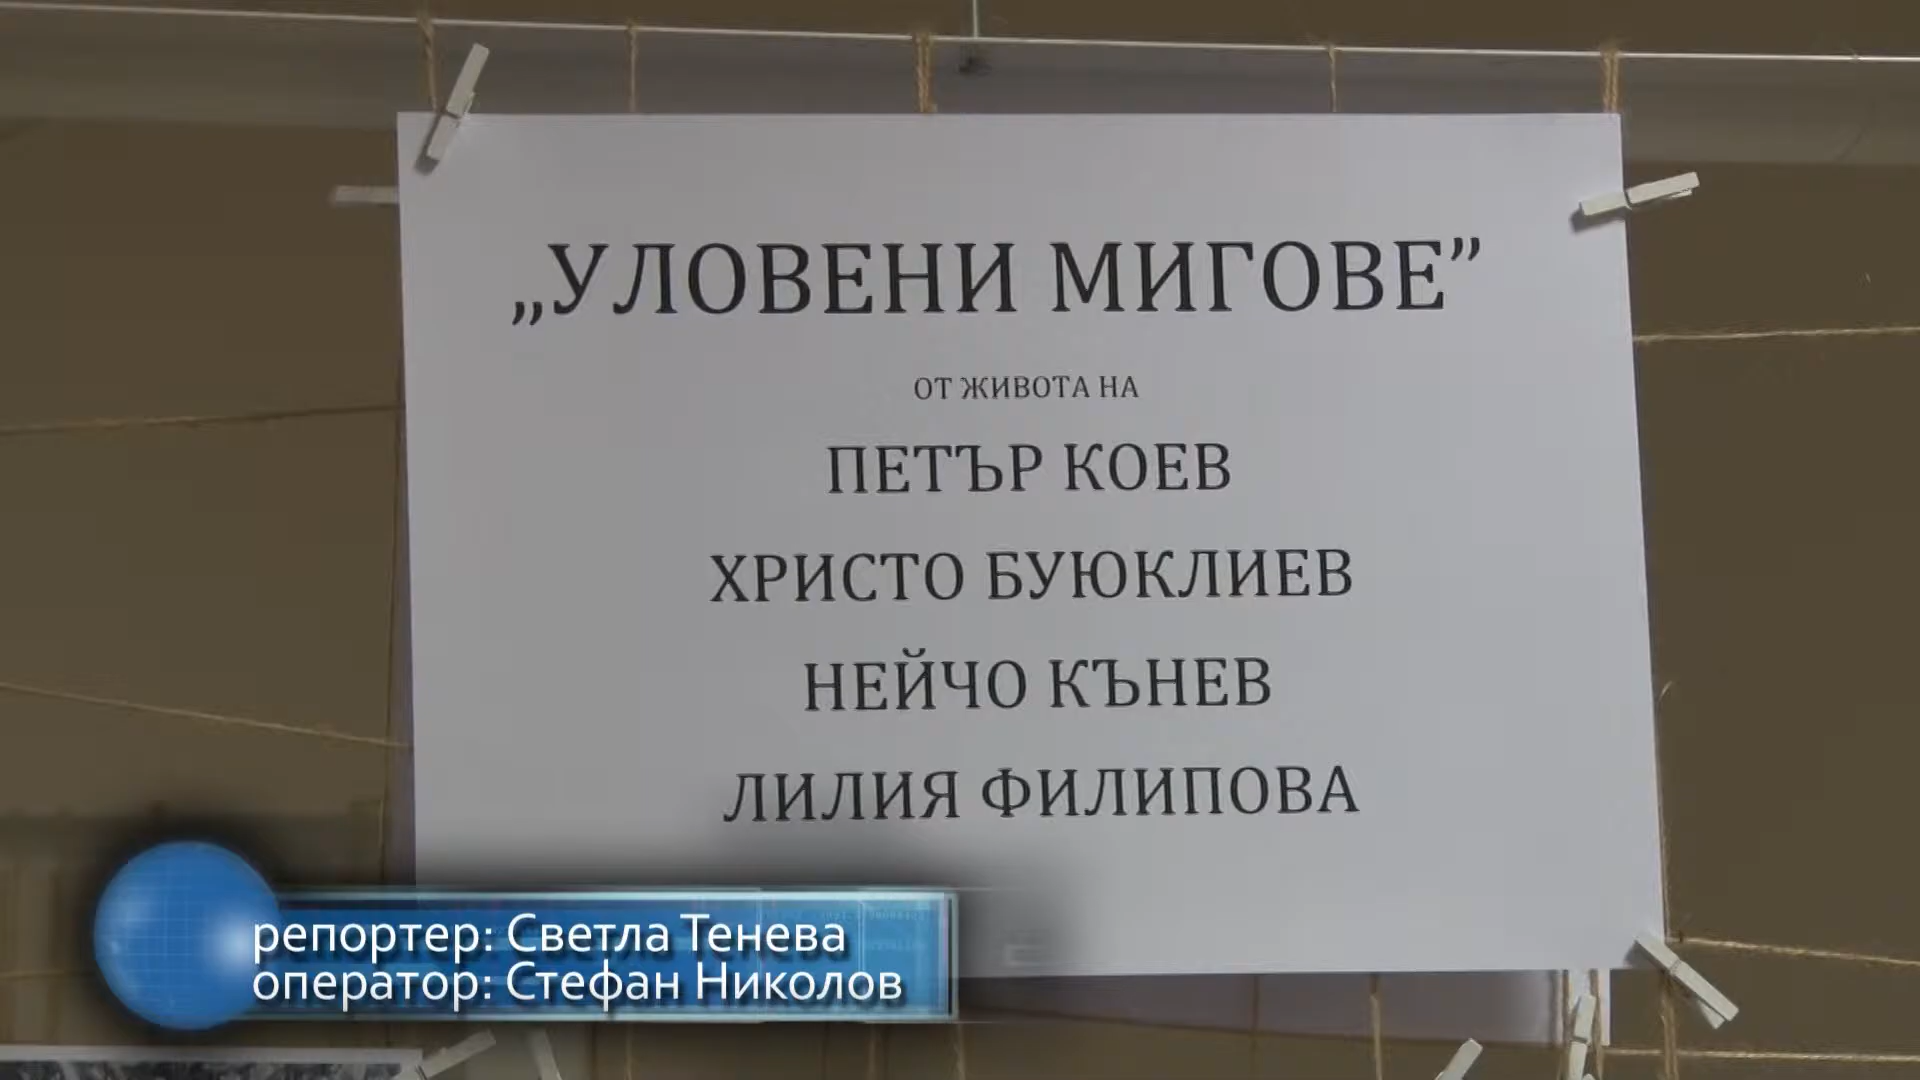 „УЛОВЕНИ МИГОВЕ”
ОТ ЖИВОТА НА
ПЕТЪР КОЕВ
ХРИСТО БУЮКЛИЕВ
НЕЙЧО КЪНЕВ
ЛИЛИЯ ФИЛИПОВА
репортер: Светла Тенева
оператор: Стефан Николов